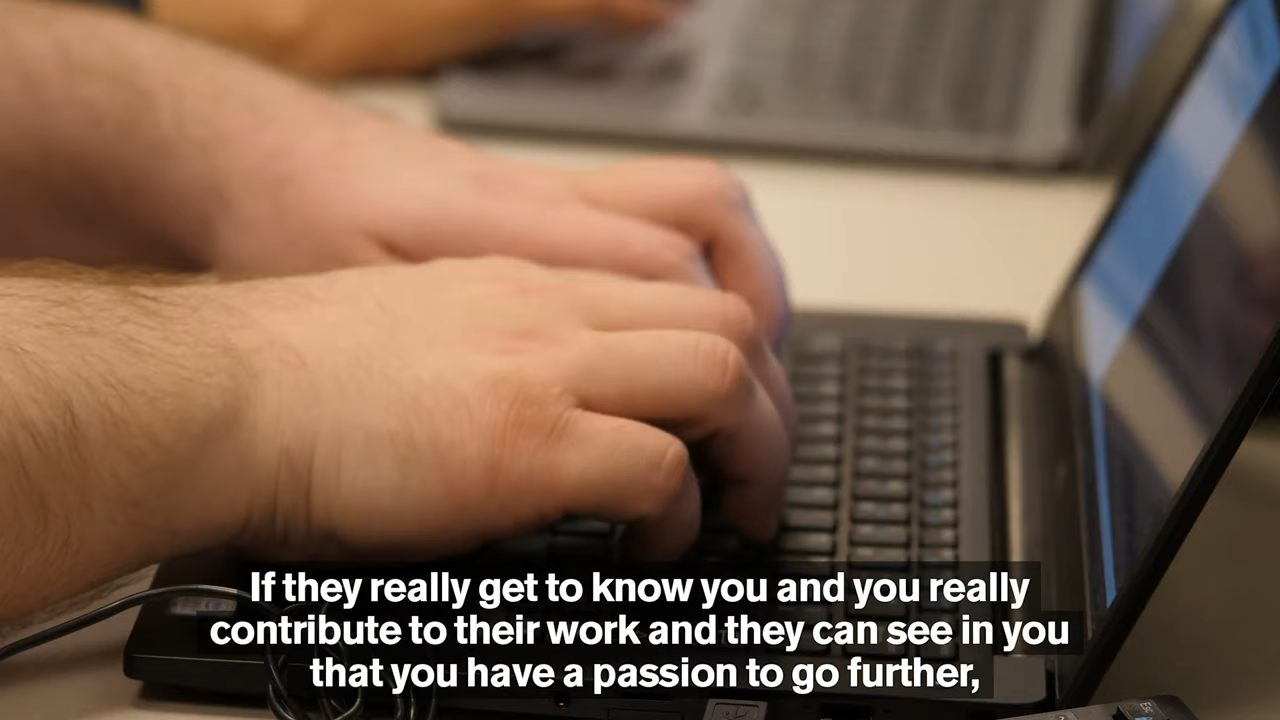 If they really get to know you and you really
contribute to their work and they can see in you
that you have a passion to go further,